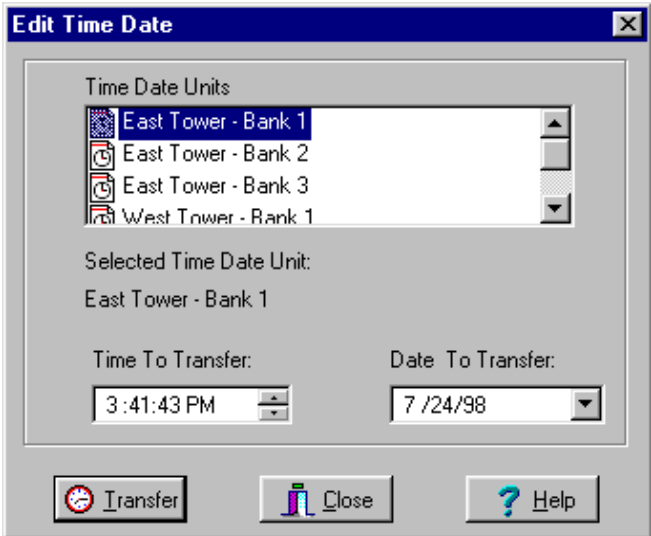 Edit Time Date
Time Date Units
East Tower - Bank 1
East Tower - Bank 2
East Tower - Bank 3
West Tower - Bank 1
Selected Time Date Unit:
East Tower - Bank 1
Time To Transfer: Date To Transfer:
3 :41:43 PM 7 /24/98
Transfer Close Help